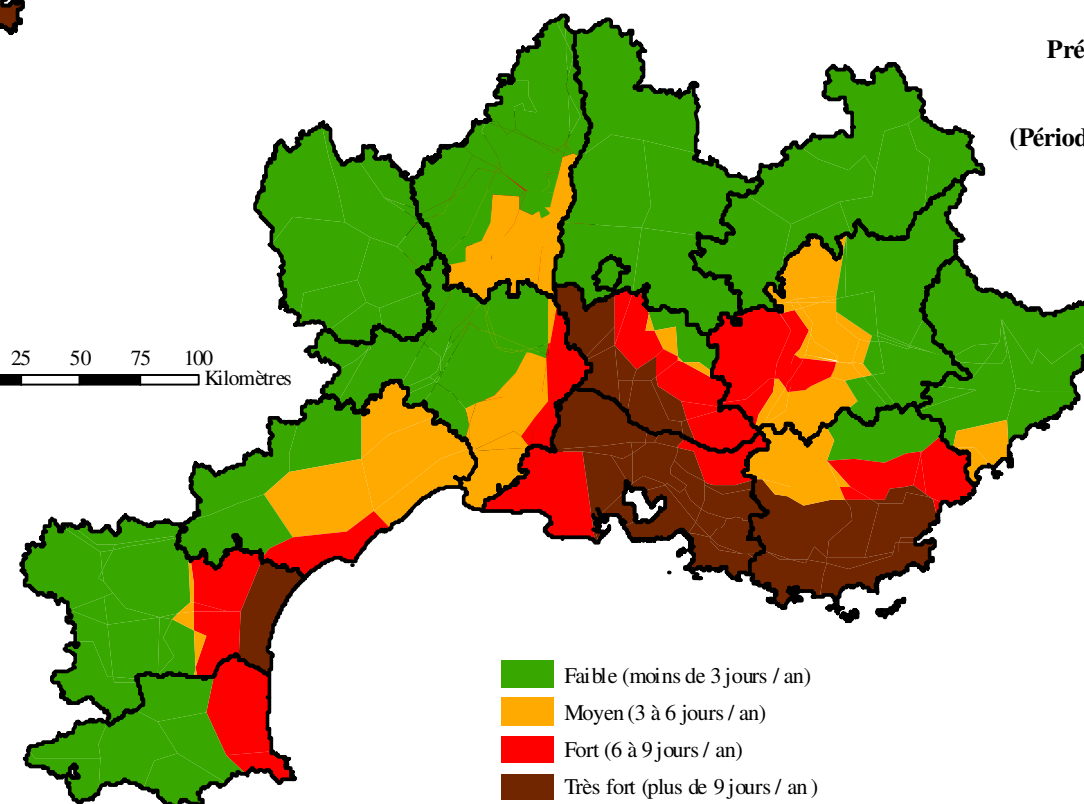 Pré
(Périod
25 50 75 100
Kilomètres
Faible (moins de 3 jours / an)
Moyen (3 à 6 jours / an)
Fort (6 à 9 jours / an)
Très fort (plus de 9 jours / an)